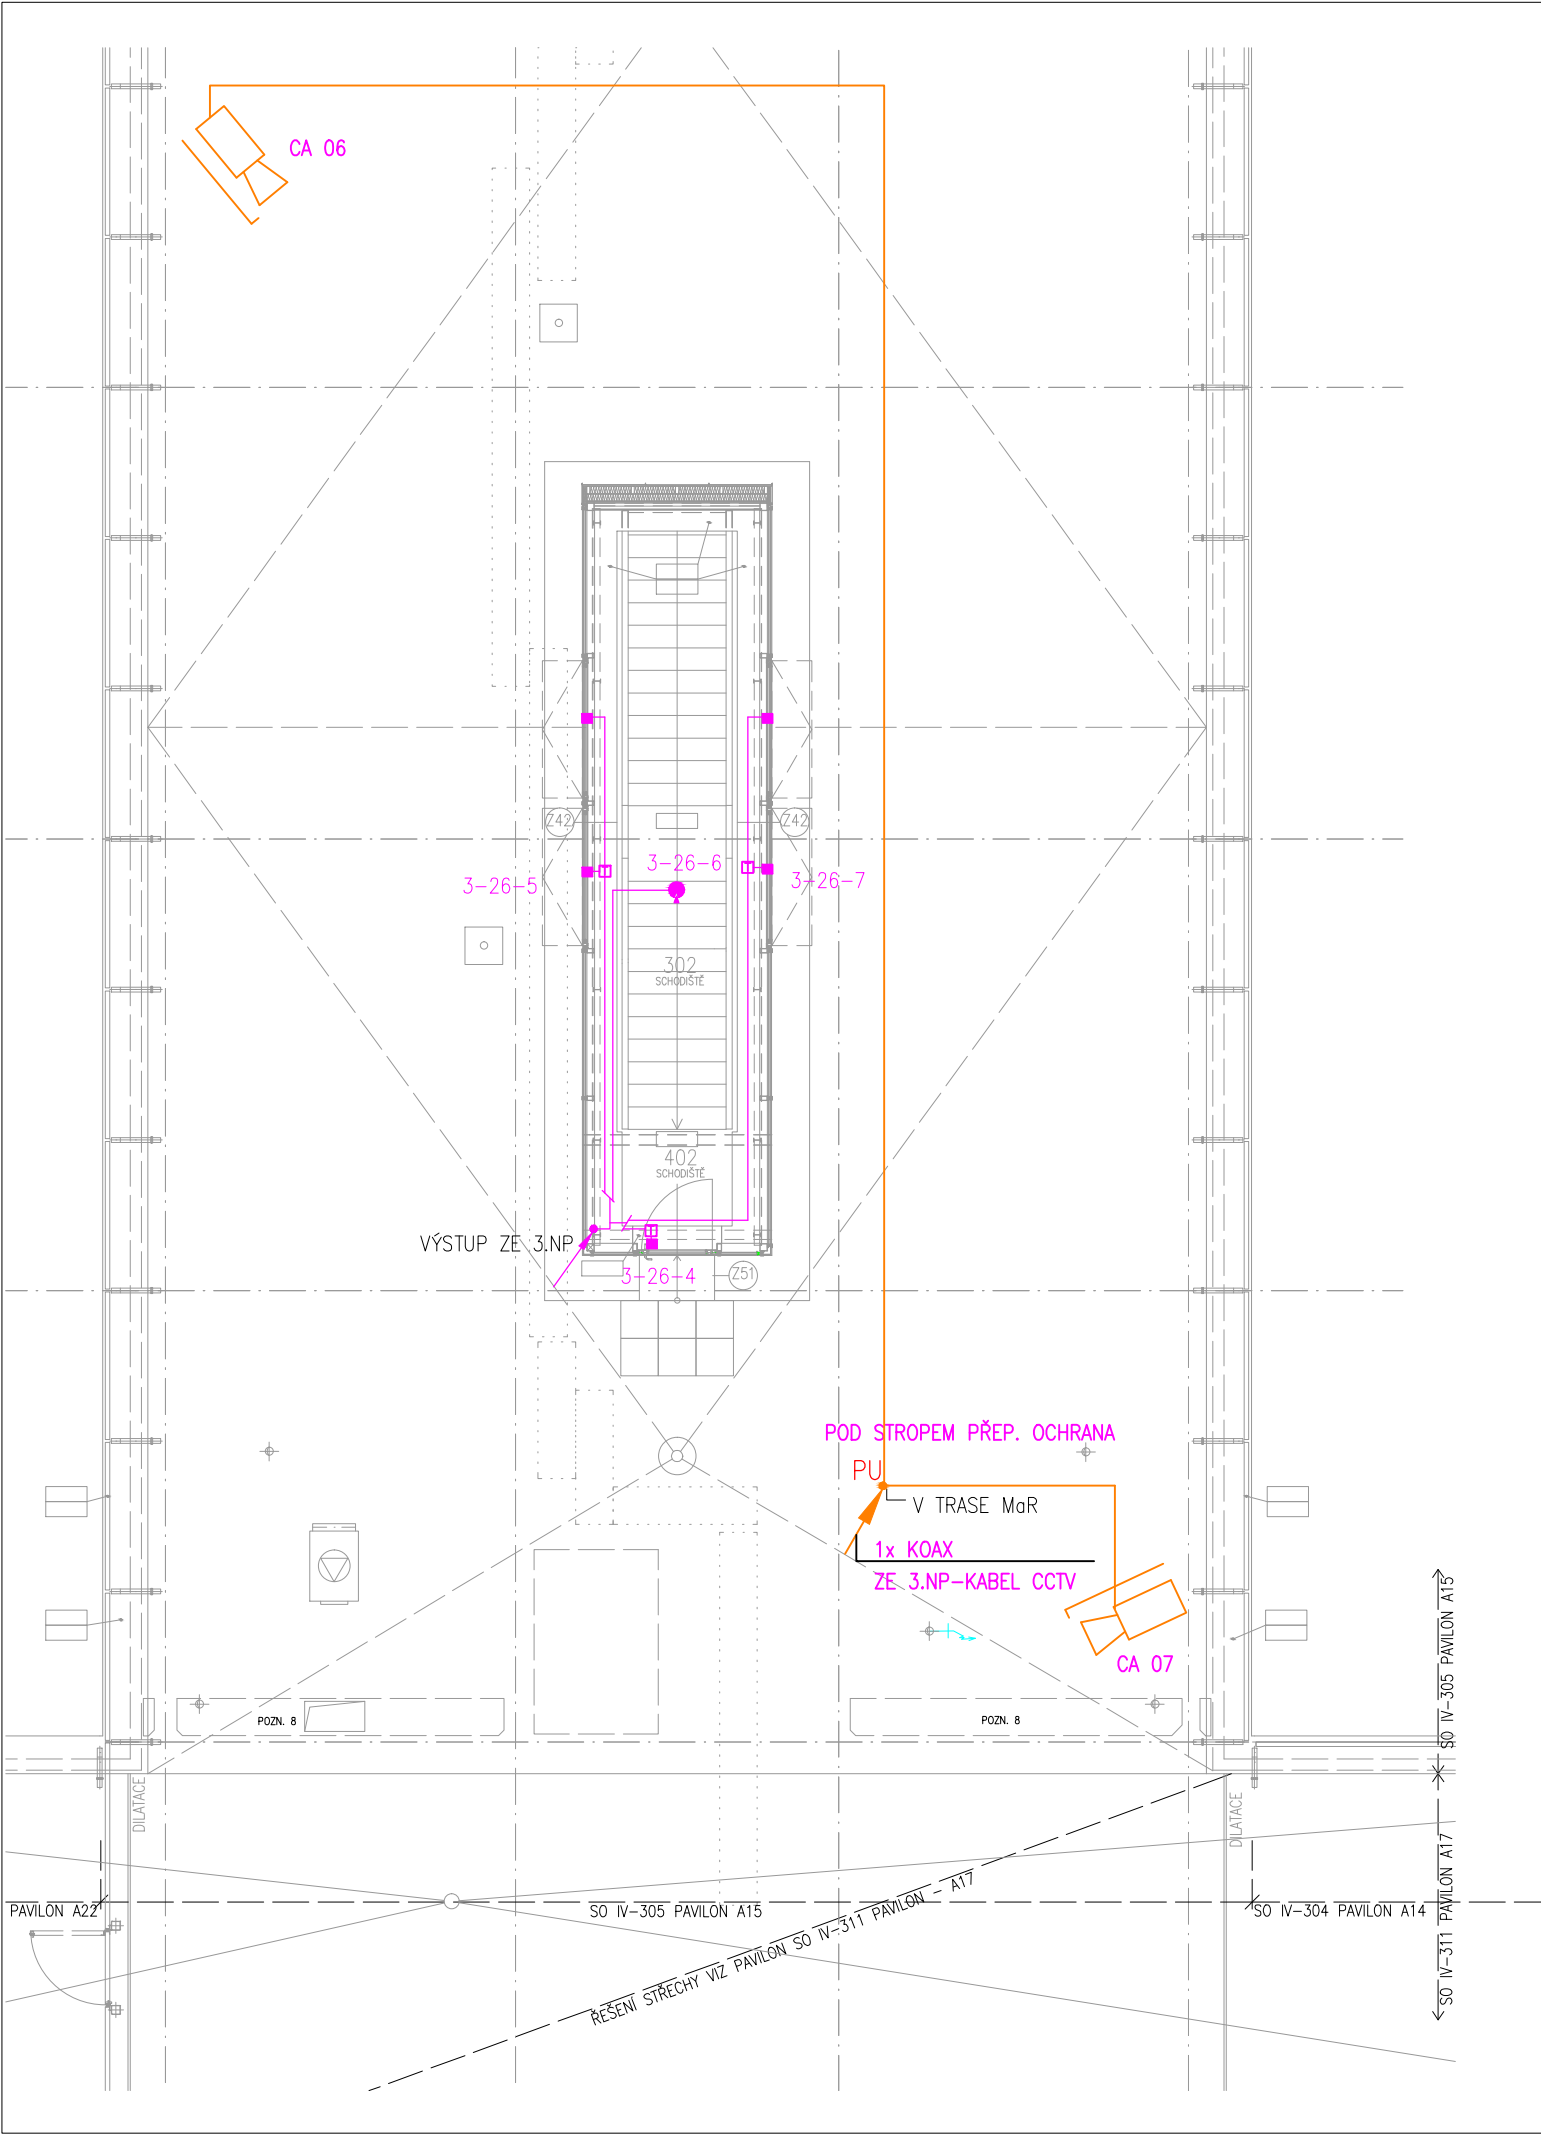 CA 06
Z42
Z42
3-26-6
3-26-5
3-26-7
302
SCHODIŠTĚ
402
SCHODIŠTĚ
VÝSTUP ZE 3.NP
3-26-4
Z51
POD STROPEM PŘEP. OCHRANA
PU
V TRASE MaR
1x KOAX
ZE 3.NP-KABEL CCTV
CA 07
POZN. 8
POZN. 8
SO IV-305 PAVILON A15
DILATACE
DILATACE
SO IV-311 PAVILON A17
PAVILON A22
SO IV-305 PAVILON A15
SO IV-304 PAVILON A14
ŘEŠENÍ STŘECHY VIZ PAVILON SO IV-311 PAVILON - A17